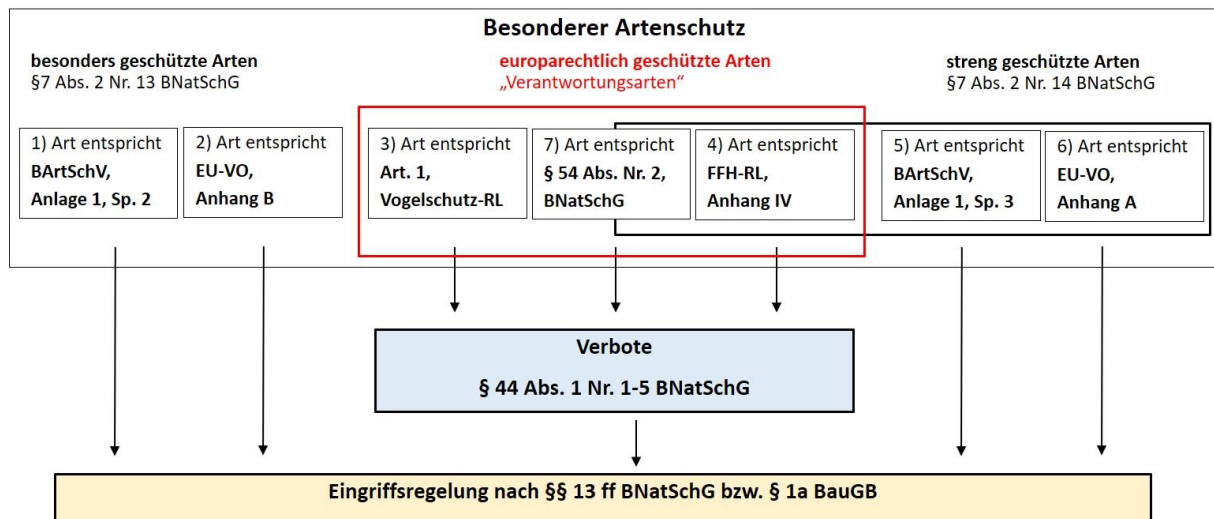 Besonderer Artenschutz
besonders geschützte Arten
§7 Abs. 2 Nr. 13 BNatSchG
europarechtlich geschützte Arten
„Verantwortungsarten“
streng geschützte Arten
§7 Abs. 2 Nr. 14 BNatSchG
1) Art entspricht
BArtSchV,
Anlage 1, Sp. 2
2) Art entspricht
EU-VO,
Anhang B
3) Art entspricht
Art. 1,
Vogelschutz-RL
7) Art entspricht
§ 54 Abs. Nr. 2,
BNatSchG
4) Art entspricht
FFH-RL,
Anhang IV
5) Art entspricht
BArtSchV,
Anlage 1, Sp. 3
6) Art entspricht
EU-VO,
Anhang A
Verbote
§ 44 Abs. 1 Nr. 1-5 BNatSchG
Eingriffsregelung nach §§ 13 ff BNatSchG bzw. § 1a BauGB